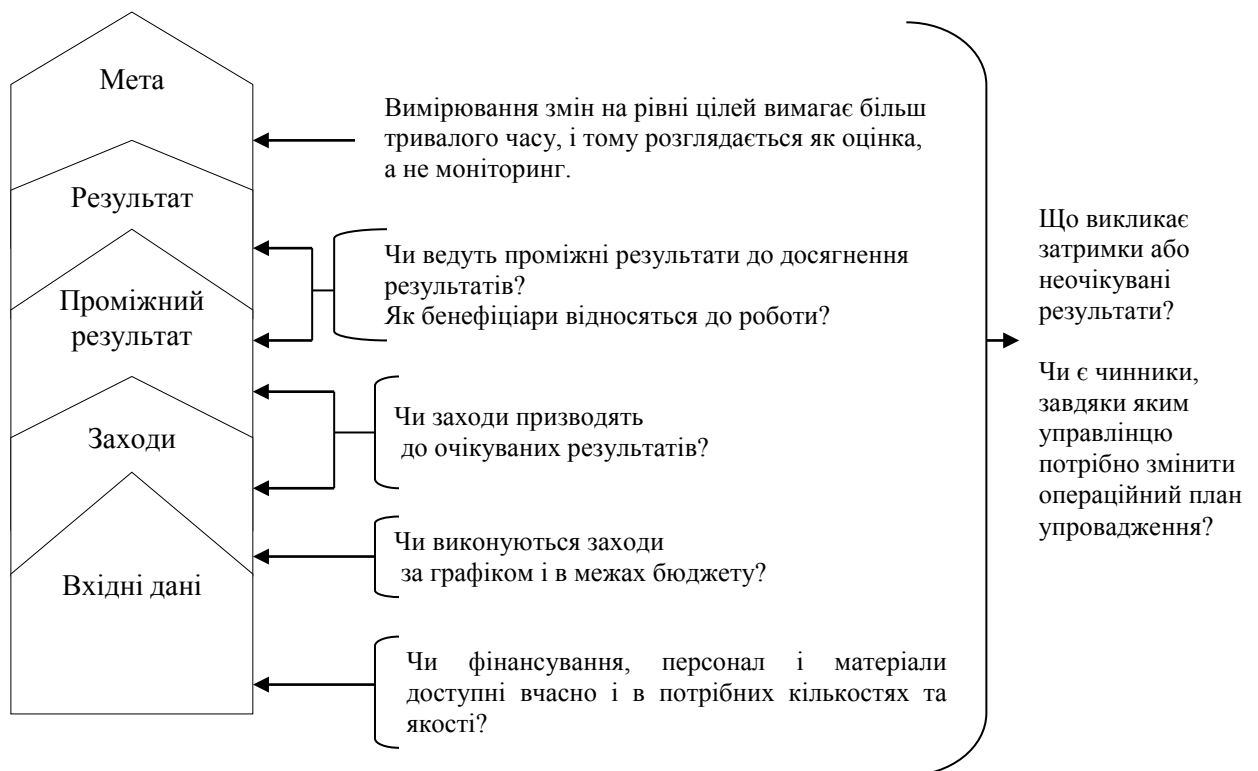 Мета
Вимірювання змін на рівні цілей вимагає більш
тривалого часу, і тому розглядається як оцінка,
а не моніторинг.
Результат
Чи ведуть проміжні результати до досягнення
результатів?
Як бенефіціари відносяться до роботи?
Проміжний
результат
Чи заходи призводять
до очікуваних результатів?
Заходи
Чи виконуються заходи
за графіком і в межах бюджету?
Вхідні дані
Чи фінансування, персонал і матеріали
доступні вчасно і в потрібних кількостях та
якості?
Що викликає
затримки або
неочікувані
результати?
Чи є чинники,
завдяки яким
управлінцю
потрібно змінити
операційний план
упровадження?